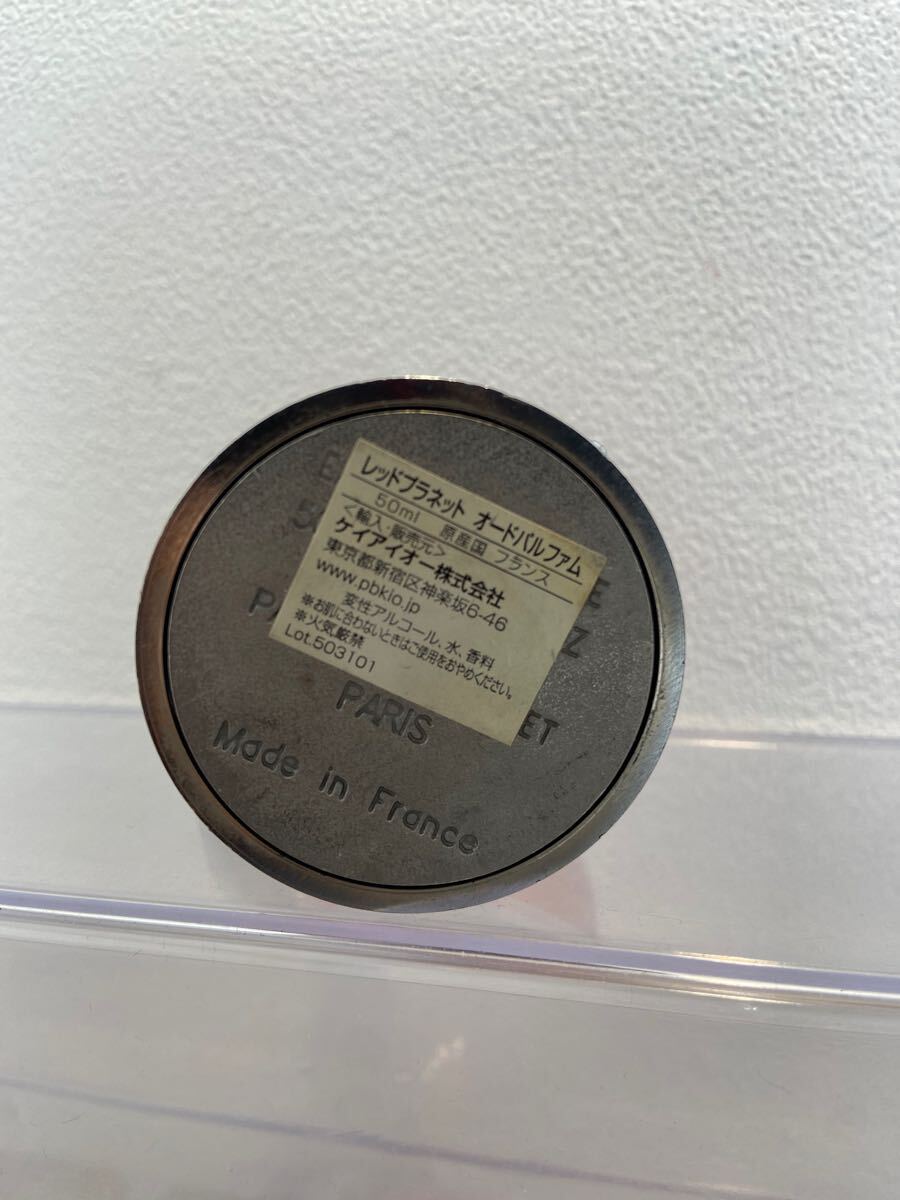 レッドプラネット オードパルファム
50ml 原産国 フランス
<輸入・販売元>
ケイアイオー株式会社
東京都新宿区神楽坂6-46
www.pbkio.jp
変性アルコール、水、香料
※お肌に合わないときはご使用をおやめください。
※火気厳禁
Lot.503101
PARIS
Made in France